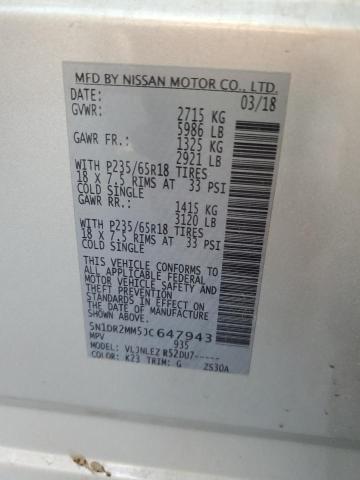 MFD BY NISSAN MOTOR CO., LTD.
DATE: 03/18
GVWR: 2715 KG
5986 LB
GAWR FR.: 1325 KG
2921 LB
WITH P235/65R18 TIRES
18 X 7.5 RIMS AT 33 PSI
COLD SINGLE
GAWR RR.: 1415 KG
3120 LB
WITH P235/65R18 TIRES
18 X 7.5 RIMS AT 33 PSI
COLD SINGLE
THIS VEHICLE CONFORMS TO
ALL APPLICABLE FEDERAL
MOTOR VEHICLE SAFETY AND
THEFT PREVENTION
STANDARDS IN EFFECT ON
THE DATE OF MANUFACTURE
SHOWN ABOVE.
5N1DR2MM5JC647943
MPV 935
MODEL: VLJNLEZ R52DU7-----
COLOR: K23 TRIM: G ZS30A